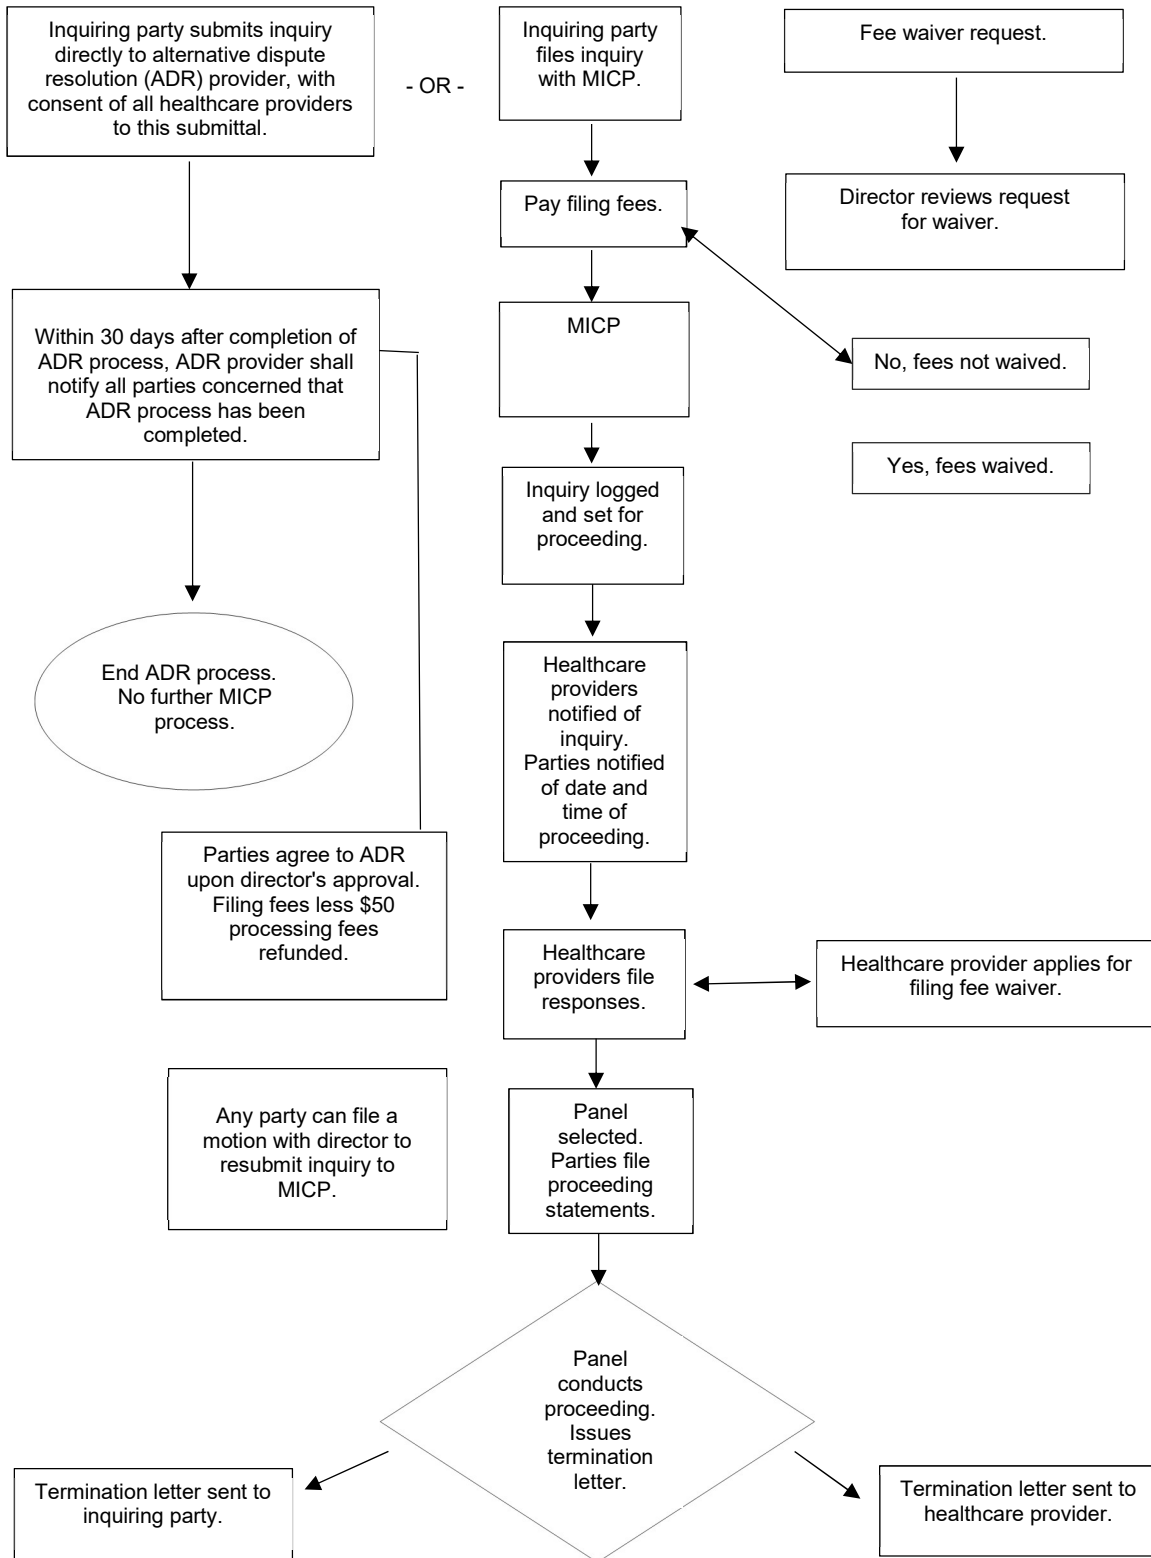 Inquiring party submits inquiry
directly to alternative dispute
resolution (ADR) provider, with
consent of all healthcare providers
to this submittal.
- OR -
Inquiring party
files inquiry
with MICP.
Fee waiver request.
Pay filing fees.
Director reviews request
for waiver.
Within 30 days after completion of
ADR process, ADR provider shall
notify all parties concerned that
ADR process has been
completed.
MICP
No, fees not waived.
Yes, fees waived.
Inquiry logged
and set for
proceeding.
End ADR process.
No further MICP
process.
Healthcare
providers
notified of
inquiry.
Parties notified
of date and
time of
proceeding.
Parties agree to ADR
upon director's approval.
Filing fees less $50
processing fees
refunded.
Healthcare
providers file
responses.
Healthcare provider applies for
filing fee waiver.
Any party can file a
motion with director to
resubmit inquiry to
MICP.
Panel
selected.
Parties file
proceeding
statements.
Panel
conducts
proceeding.
Issues
termination
letter.
Termination letter sent to
inquiring party.
Termination letter sent to
healthcare provider.